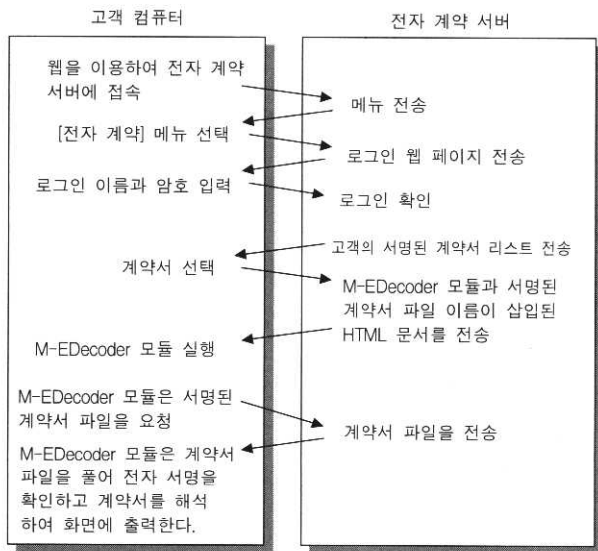 고객 컴퓨터
전자 계약 서버
웹을 이용하여 전자 계약
서버에 접속
메뉴 전송
[전자 계약] 메뉴 선택
로그인 웹 페이지 전송
로그인 이름과 암호 입력
로그인 확인
고객의 서명된 계약서 리스트 전송
계약서 선택
M-EDecoder 모듈과 서명된
계약서 파일 이름이 삽입된
HTML 문서를 전송
M-EDecoder 모듈 실행
M-EDecoder 모듈은 서명된
계약서 파일을 요청
계약서 파일을 전송
M-EDecoder 모듈은 계약서
파일을 풀어 전자 서명을
확인하고 계약서를 해석
하여 화면에 출력한다.